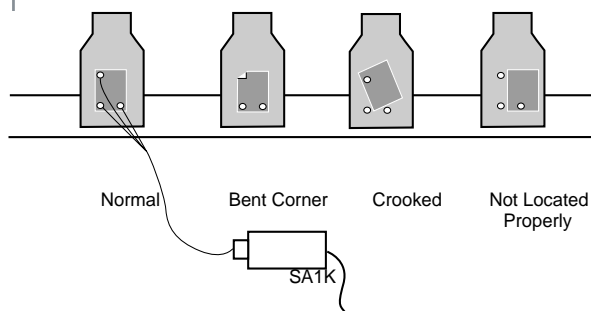 Normal
Bent Corner
Crooked
Not Located
Properly
SA1K